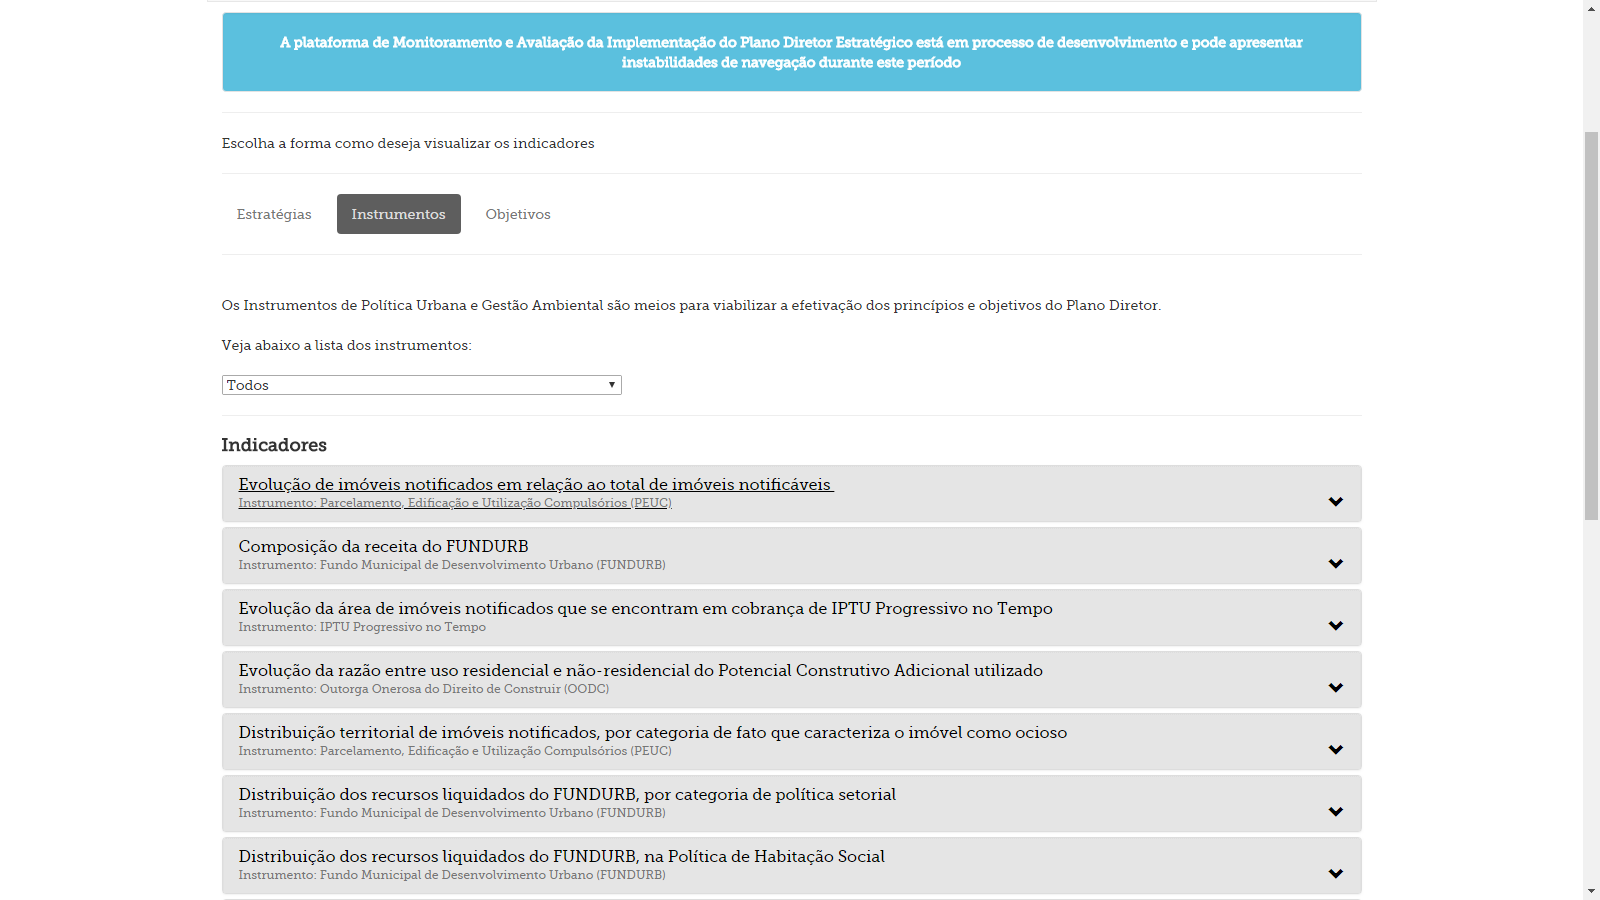 A plataforma de Monitoramento e Avaliação da Implementação do Plano Diretor Estratégico está em processo de desenvolvimento e pode apresentar
instabilidades de navegação durante este período
Escolha a forma como deseja visualizar os indicadores
Estratégias Instrumentos Objetivos
Os Instrumentos de Política Urbana e Gestão Ambiental são meios para viabilizar a efetivação dos princípios e objetivos do Plano Diretor.
Veja abaixo a lista dos instrumentos:
Todos
Indicadores
Evolução de imóveis notificados em relação ao total de imóveis notificáveis
Instrumento: Parcelamento, Edificação e Utilização Compulsórios (PEUC)
Composição da receita do FUNDURB
Instrumento: Fundo Municipal de Desenvolvimento Urbano (FUNDURB)
Evolução da área de imóveis notificados que se encontram em cobrança de IPTU Progressivo no Tempo
Instrumento: IPTU Progressivo no Tempo
Evolução da razão entre uso residencial e não-residencial do Potencial Construtivo Adicional utilizado
Instrumento: Outorga Onerosa do Direito de Construir (OODC)
Distribuição territorial de imóveis notificados, por categoria de fato que caracteriza o imóvel como ocioso
Instrumento: Parcelamento, Edificação e Utilização Compulsórios (PEUC)
Distribuição dos recursos liquidados do FUNDURB, por categoria de política setorial
Instrumento: Fundo Municipal de Desenvolvimento Urbano (FUNDURB)
Distribuição dos recursos liquidados do FUNDURB, na Política de Habitação Social
Instrumento: Fundo Municipal de Desenvolvimento Urbano (FUNDURB)